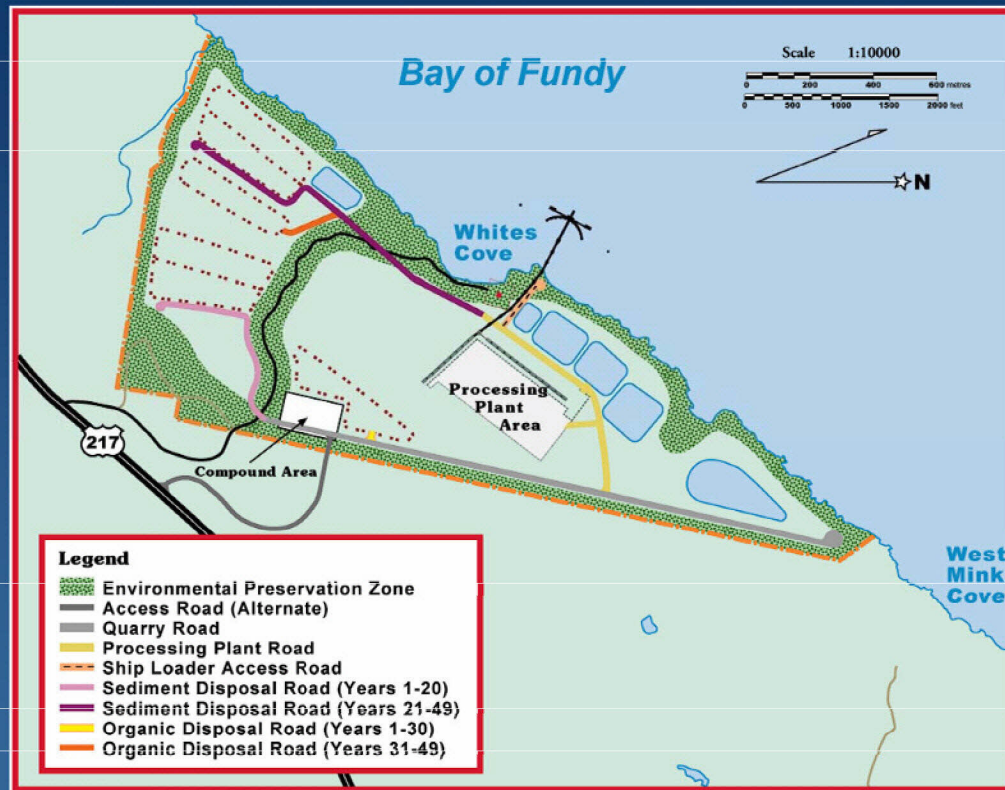 Bay of Fundy
Scale 1:10000
0 200 400 600 metres
0 500 1000 1500 2000 feet
N
Whites
Cove
Processing
Plant
Area
217
Compound Area
West
Mink
Cove
Legend
Environmental Preservation Zone
Access Road (Alternate)
Quarry Road
Processing Plant Road
Ship Loader Access Road
Sediment Disposal Road (Years 1-20)
Sediment Disposal Road (Years 21-49)
Organic Disposal Road (Years 1-30)
Organic Disposal Road (Years 31-49)